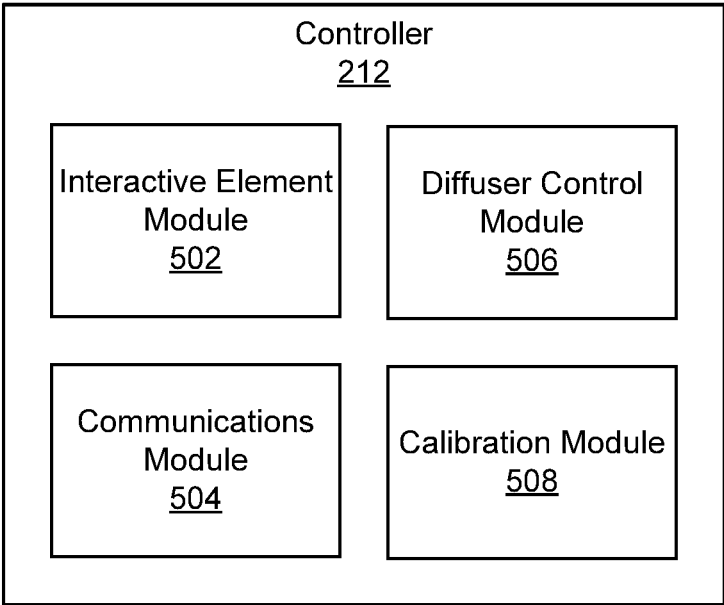 Controller
212
Interactive Element
Module
502
Diffuser Control
Module
506
Communications
Module
504
Calibration Module
508